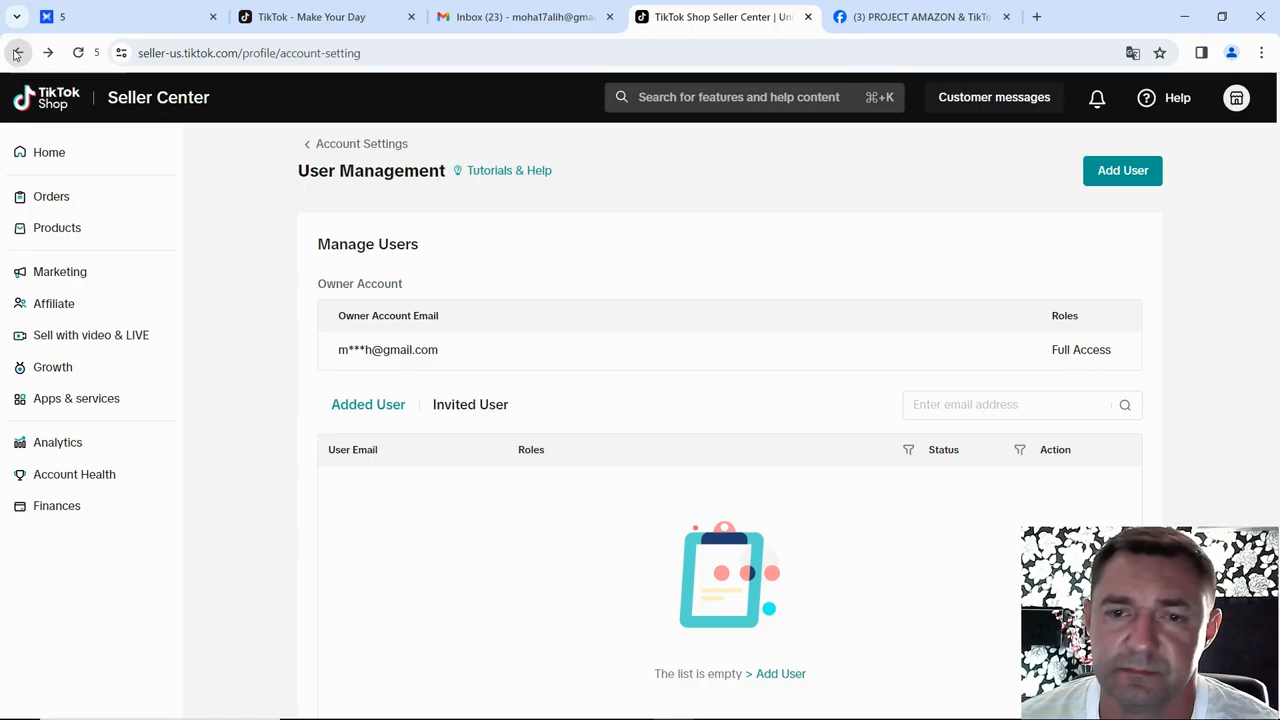 5
TikTok - Make Your Day
Inbox (23) - moha17alih@gmai
TikTok Shop Seller Center | Uni
(3) PROJECT AMAZON & TikTo
5
seller-us.tiktok.com/profile/account-setting
TikTok
Shop
Seller Center
Search for features and help content
⌘+K
Customer messages
Help
Home
Orders
Products
Marketing
Affiliate
Sell with video & LIVE
Growth
Apps & services
Analytics
Account Health
Finances
Account Settings
User Management
Tutorials & Help
Add User
Manage Users
Owner Account
Owner Account Email
Roles
m***h@gmail.com
Full Access
Added User
Invited User
Enter email address
User Email
Roles
Status
Action
The list is empty > Add User